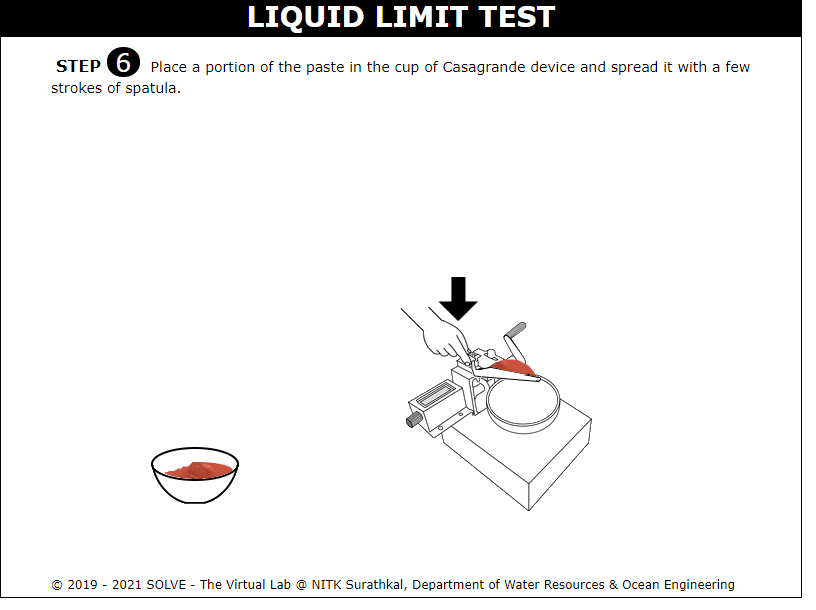 LIQUID LIMIT TEST
STEP 6 Place a portion of the paste in the cup of Casagrande device and spread it with a few
strokes of spatula.
© 2019 - 2021 SOLVE - The Virtual Lab @ NITK Surathkal, Department of Water Resources & Ocean Engineering